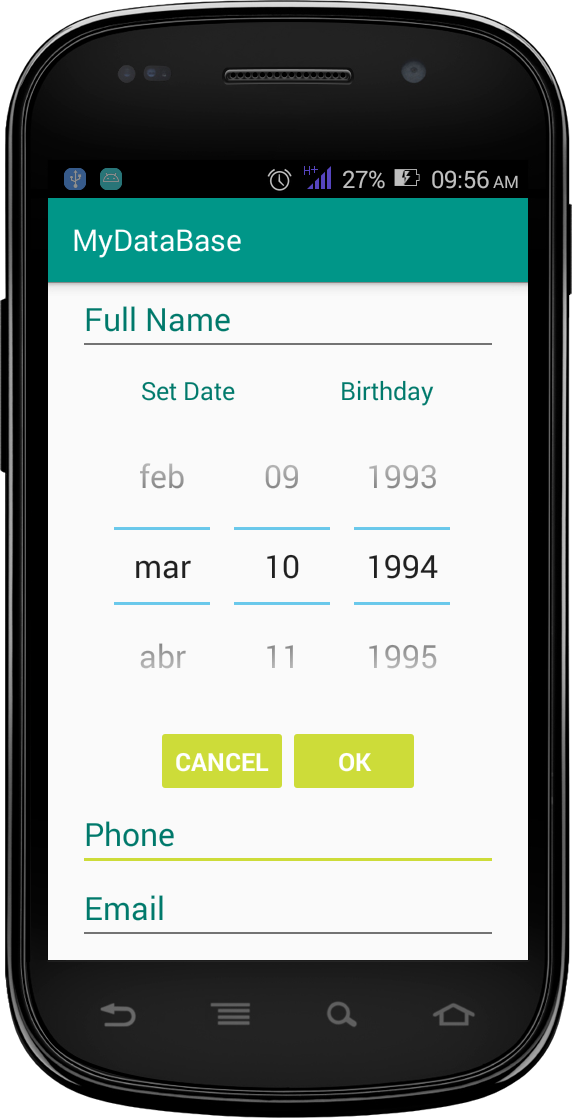 H+ 27% 09:56 AM
MyDataBase
Full Name
Set Date Birthday
feb 09 1993
mar 10 1994
abr 11 1995
CANCEL OK
Phone
Email